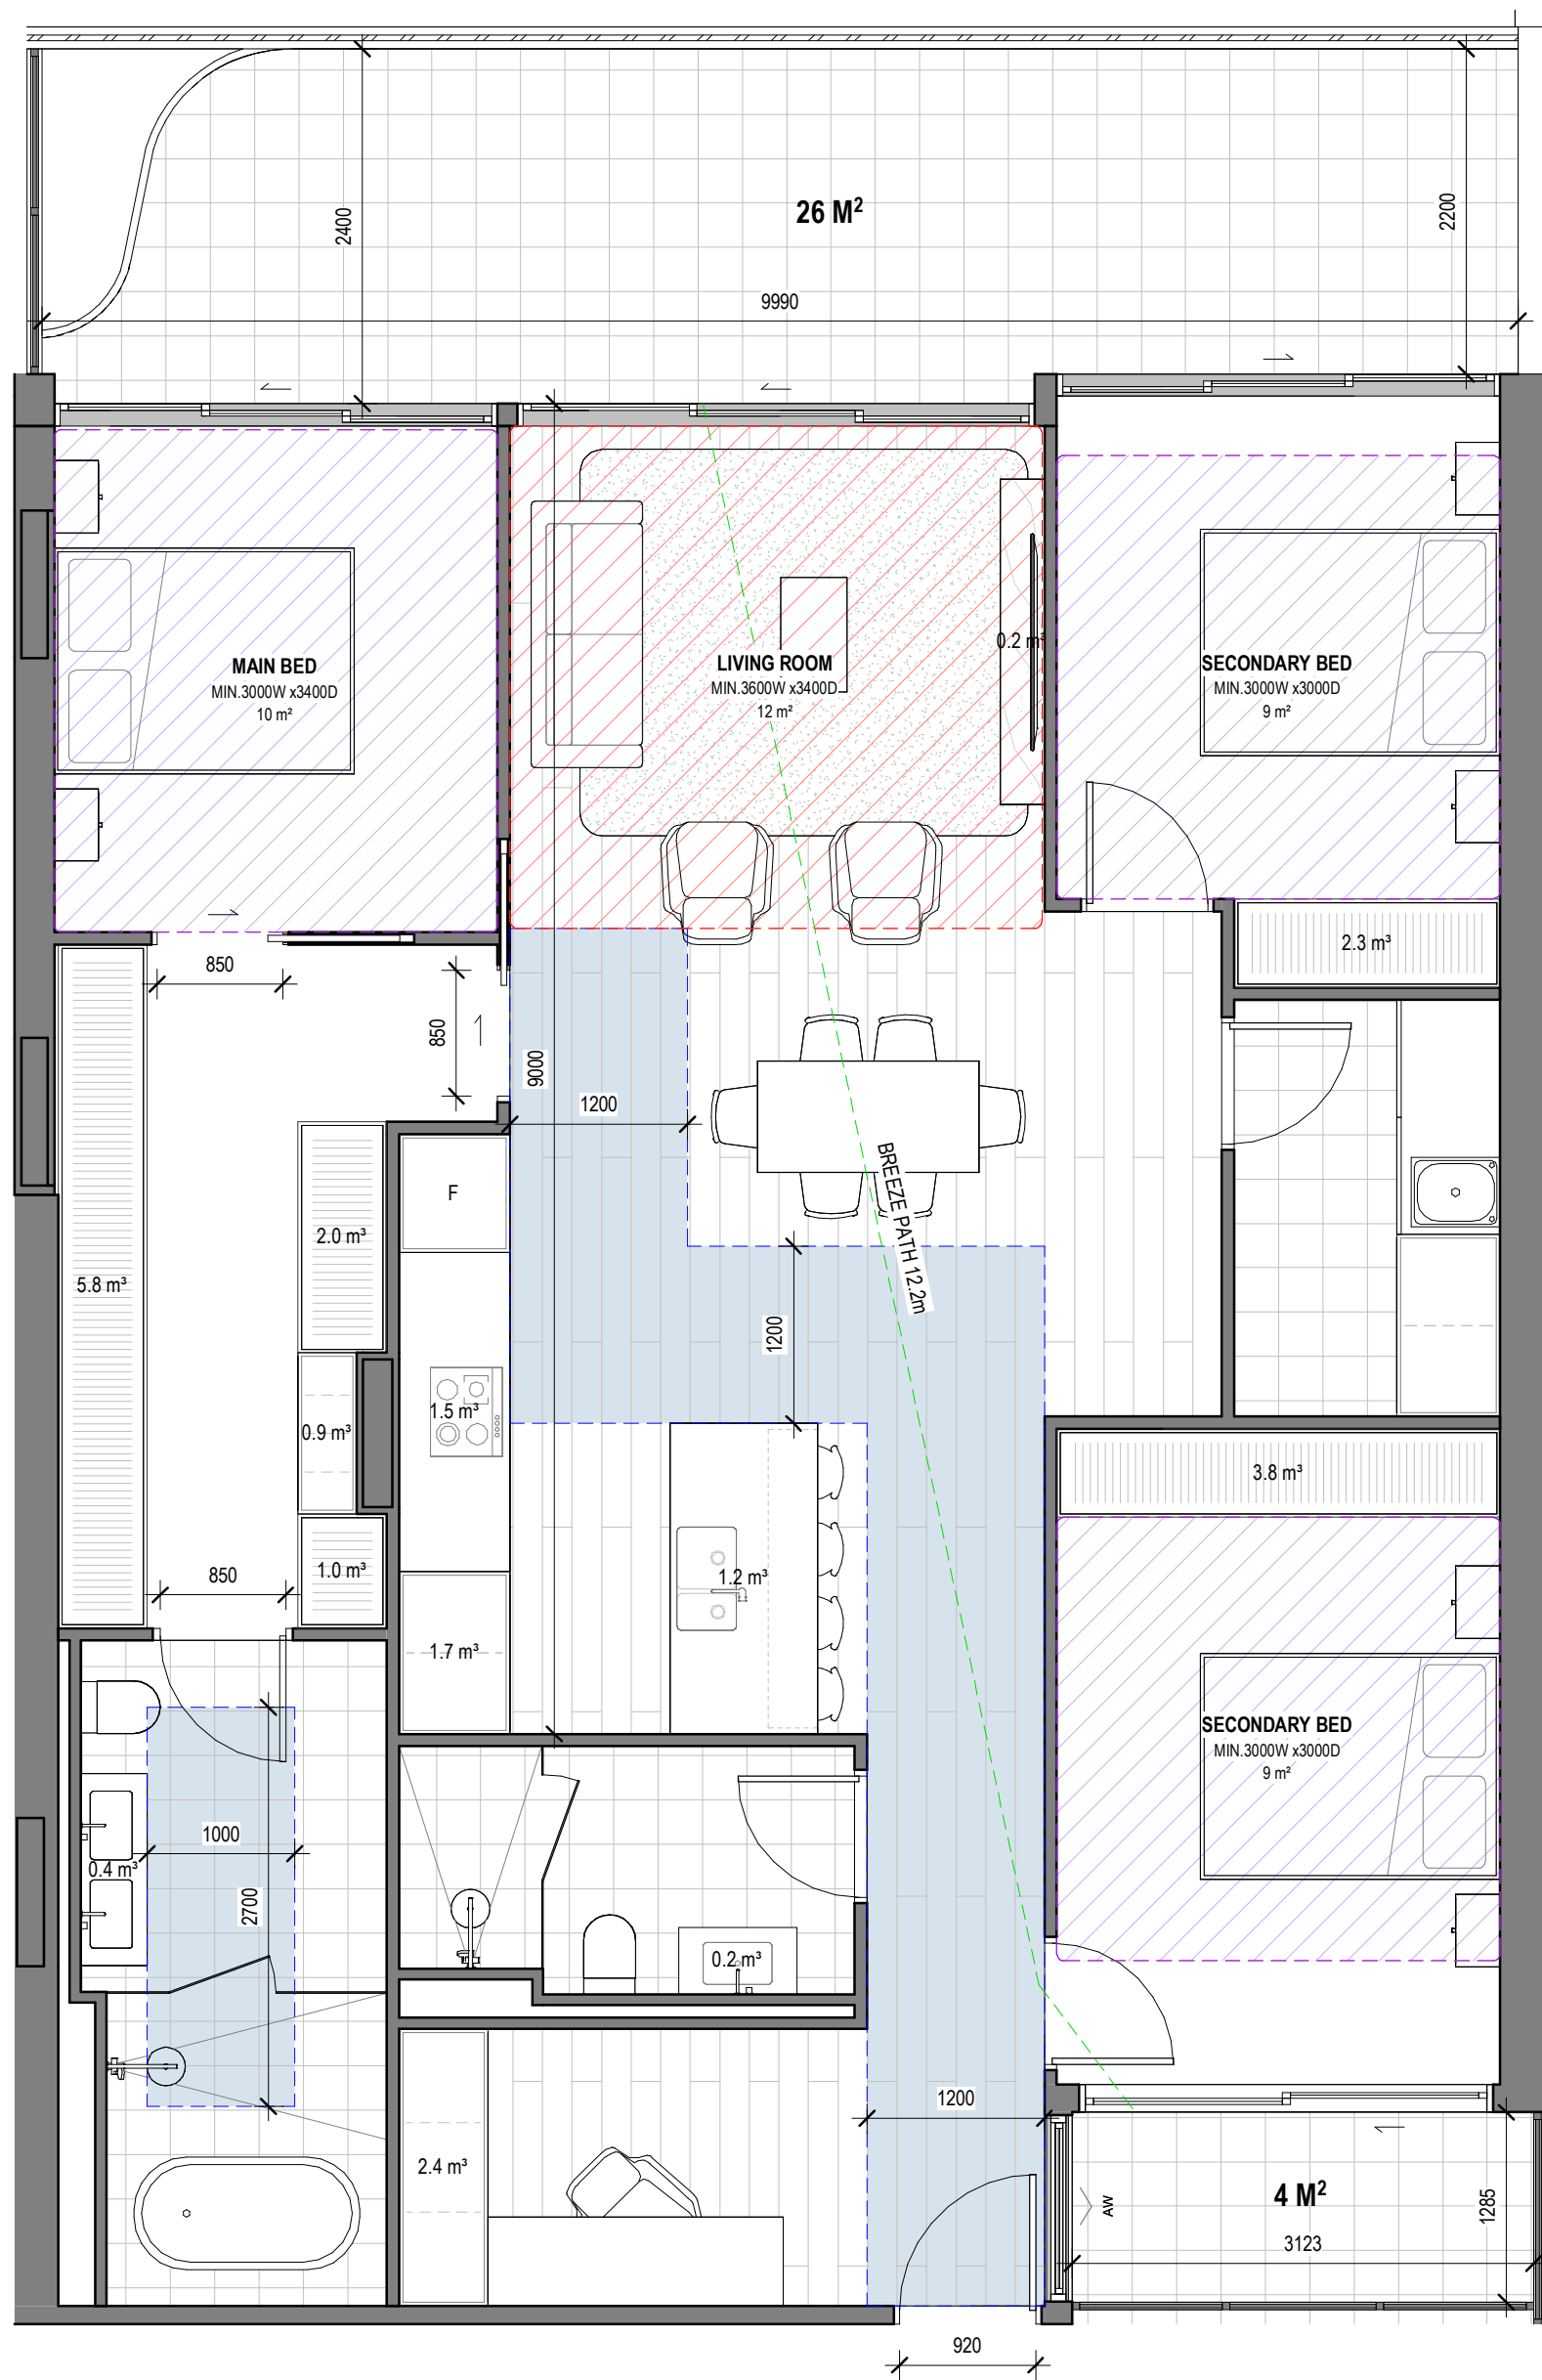 26 M²
2400
2200
9990
MAIN BED
MIN.3000W x3400D
10 m²
LIVING ROOM
MIN.3600W x3400D
12 m²
0.2 m³
SECONDARY BED
MIN.3000W x3000D
9 m²
2.3 m³
850
850
9000
1200
BREEZE PATH 12.2m
F
2.0 m³
5.8 m³
1200
1.5 m³
0.9 m³
3.8 m³
1.0 m³
850
1.2 m³
1.7 m³
SECONDARY BED
MIN.3000W x3000D
9 m²
1000
0.4 m³
2700
0.2 m³
1200
2.4 m³
AW
4 M²
1285
3123
920